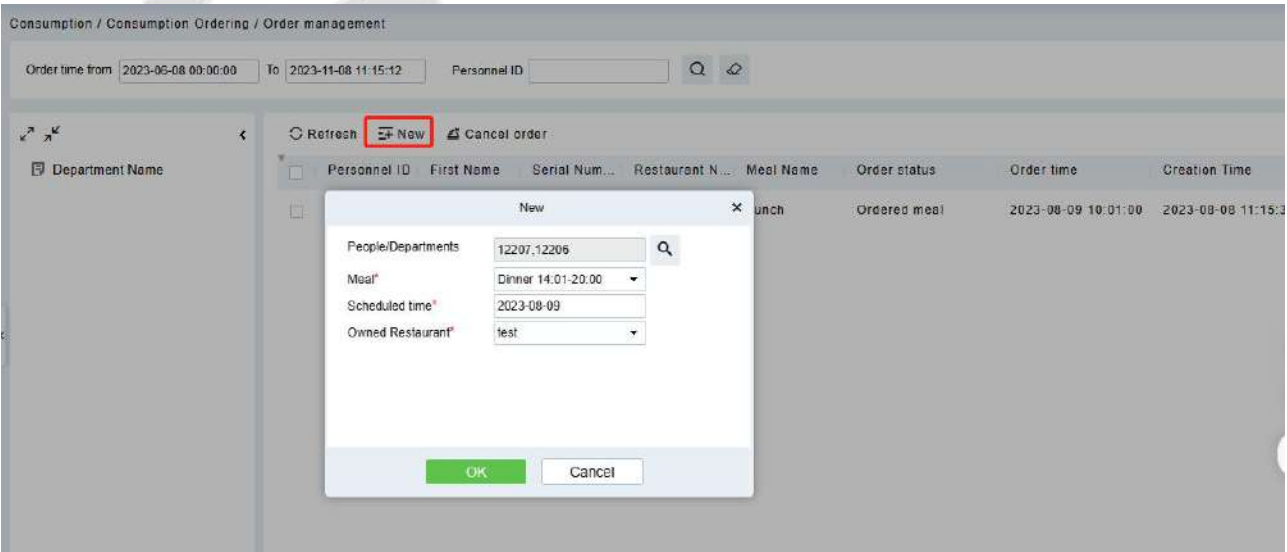 Consumption / Consumption Ordering / Order management
Order time from 2023-06-08 00:00:00 To 2023-11-08 11:15:12 Personnel ID
Refresh New Cancel order
Department Name
Personnel ID First Name Serial Num... Restaurant N... Meal Name Order status Order time Creation Time
unch Ordered meal 2023-08-09 10:01:00 2023-08-08 11:15:3
New
People/Departments 12207,12206
Meal* Dinner 14:01-20:00
Scheduled time* 2023-08-09
Owned Restaurant* test
OK Cancel